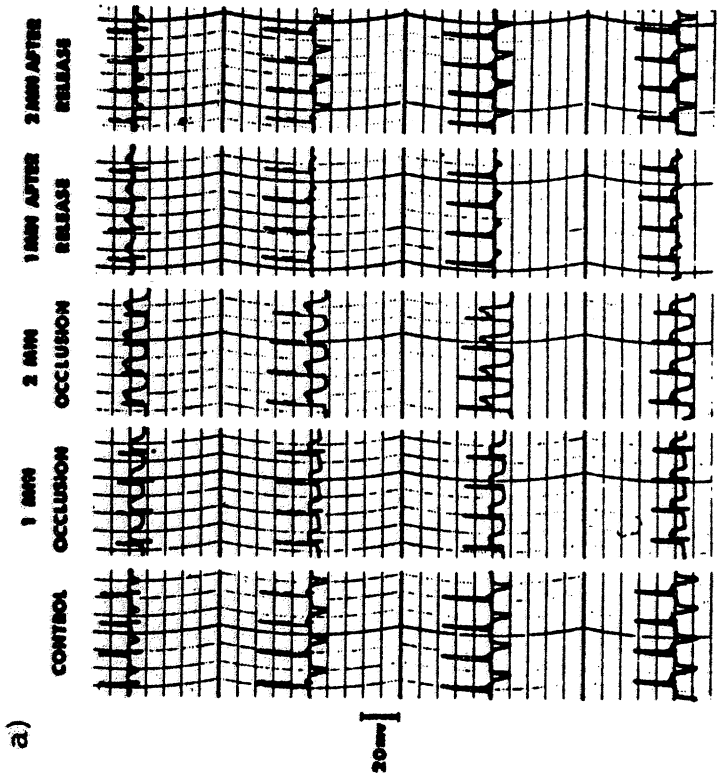 a)
CONTROL
1 MIN
OCCLUSION
2 MIN
OCCLUSION
1 MIN AFTER
RELEASE
2 MIN AFTER
RELEASE
20mv